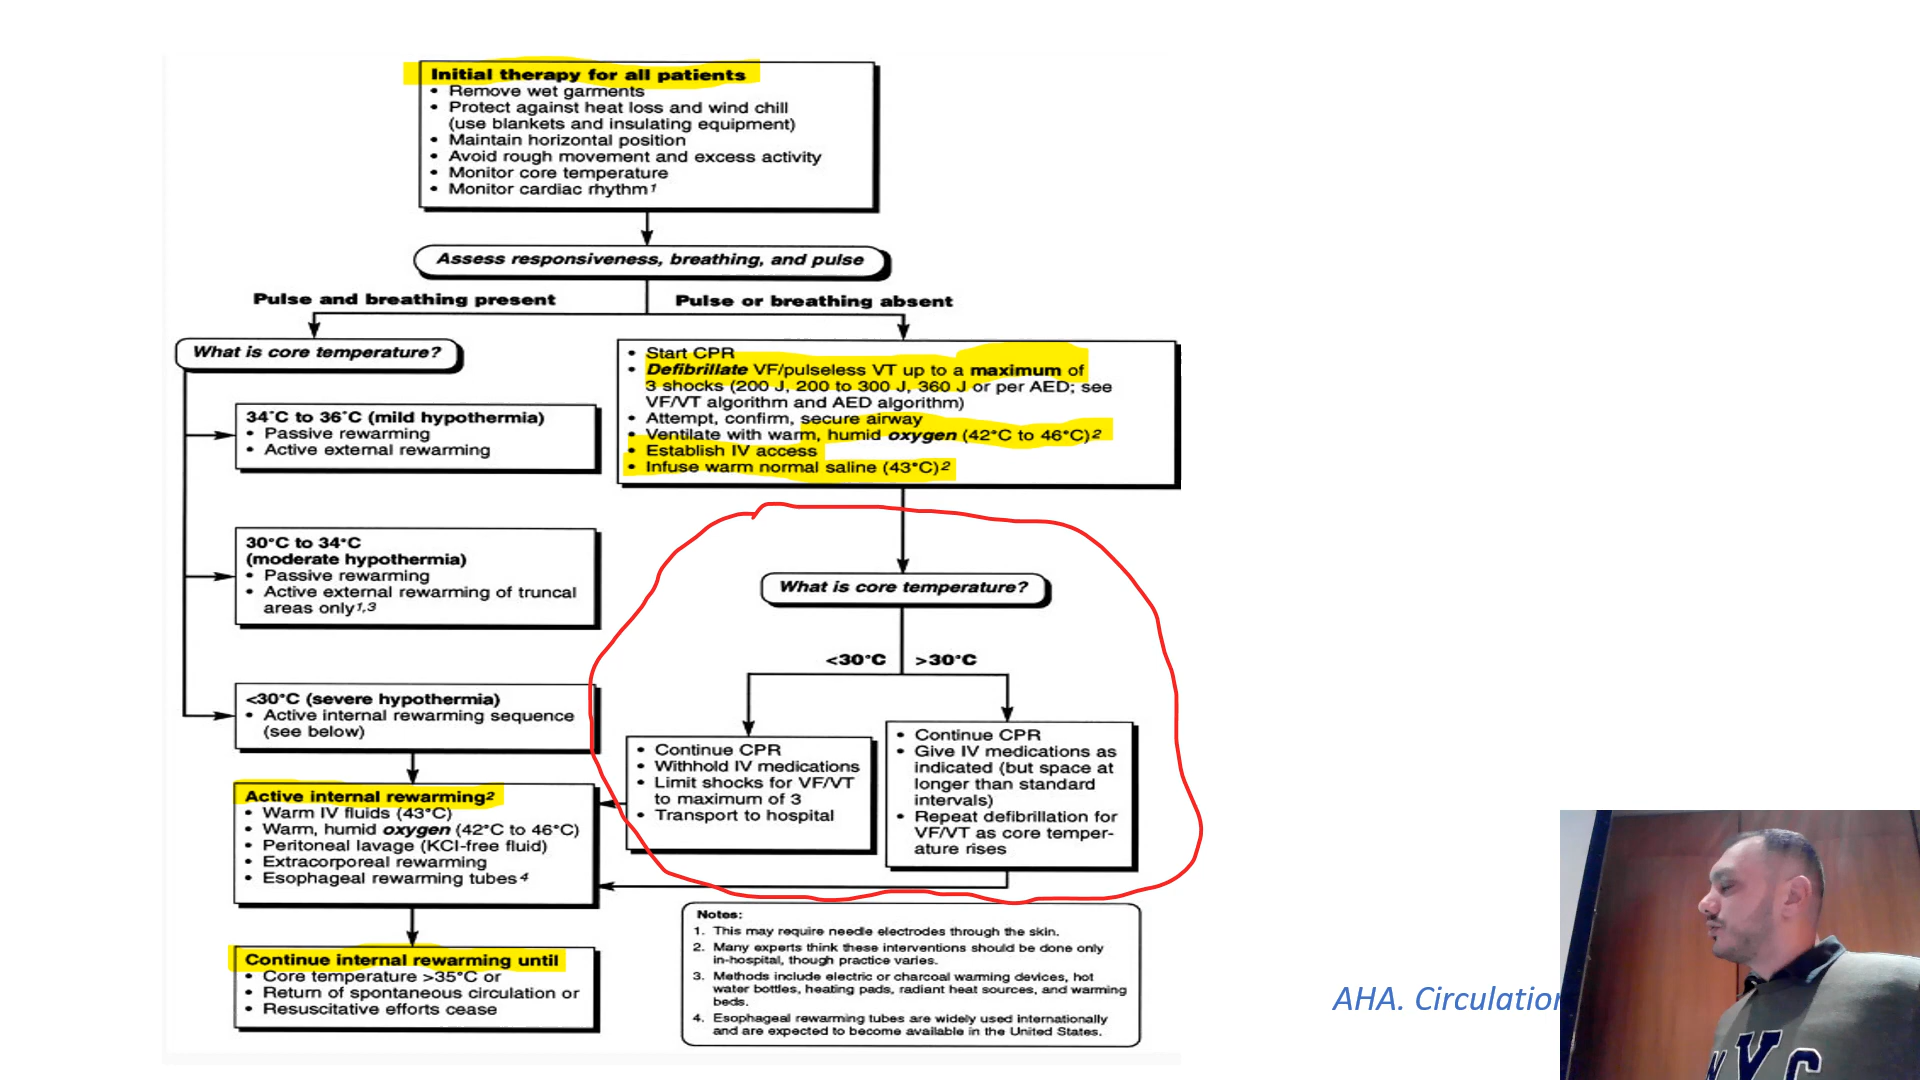 Initial therapy for all patients
• Remove wet garments
• Protect against heat loss and wind chill
(use blankets and insulating equipment)
• Maintain horizontal position
• Avoid rough movement and excess activity
• Monitor core temperature
• Monitor cardiac rhythm1
Assess responsiveness, breathing, and pulse
Pulse and breathing present
Pulse or breathing absent
What is core temperature?
34°C to 36°C (mild hypothermia)
• Passive rewarming
• Active external rewarming
30°C to 34°C
(moderate hypothermia)
• Passive rewarming
• Active external rewarming of truncal
areas only1,3
<30°C (severe hypothermia)
• Active internal rewarming sequence
(see below)
• Start CPR
• Defibrillate VF/pulseless VT up to a maximum of
3 shocks (200 J, 200 to 300 J, 360 J or per AED; see
VF/VT algorithm and AED algorithm)
• Attempt, confirm, secure airway
• Ventilate with warm, humid oxygen (42°C to 46°C)2
• Establish IV access
• Infuse warm normal saline (43°C)2
What is core temperature?
<30°C
>30°C
• Continue CPR
• Withhold IV medications
• Limit shocks for VF/VT
to maximum of 3
• Transport to hospital
• Continue CPR
• Give IV medications as
indicated (but space at
longer than standard
intervals)
• Repeat defibrillation for
VF/VT as core temper-
ature rises
Active internal rewarming2
• Warm IV fluids (43°C)
• Warm, humid oxygen (42°C to 46°C)
• Peritoneal lavage (KCl-free fluid)
• Extracorporeal rewarming
• Esophageal rewarming tubes4
Continue internal rewarming until
• Core temperature >35°C or
• Return of spontaneous circulation or
• Resuscitative efforts cease
Notes:
1. This may require needle electrodes through the skin.
2. Many experts think these interventions should be done only
in-hospital, though practice varies.
3. Methods include electric or charcoal warming devices, hot
water bottles, heating pads, radiant heat sources, and warming
beds.
4. Esophageal rewarming tubes are widely used internationally
and are expected to become available in the United States.
AHA. Circulation
NYC